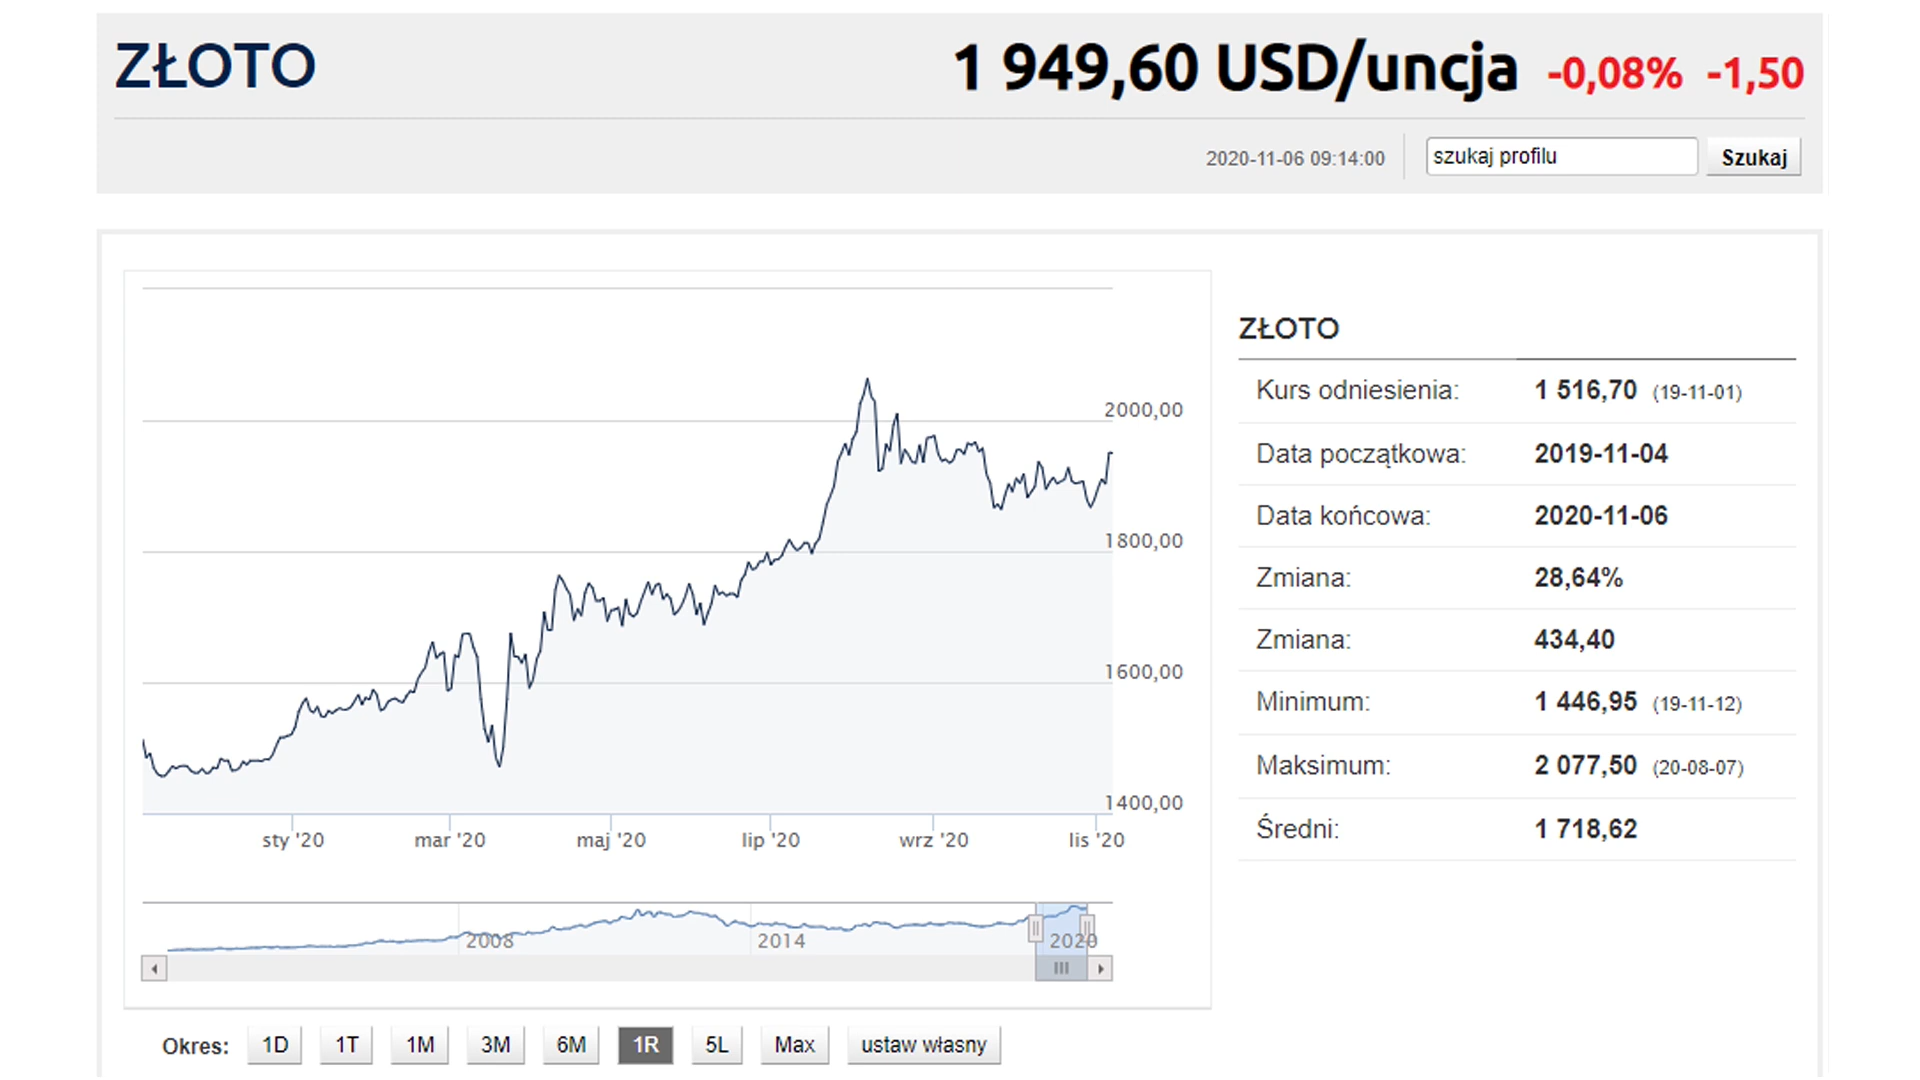 ZŁOTO 1 949,60 USD/uncja -0,08% -1,50
2020-11-06 09:14:00 szukaj profilu Szukaj
2000,00
1800,00
1600,00
1400,00
sty '20 mar '20 maj '20 lip '20 wrz '20 lis '20
2008 2014 2020
Okres: 1D 1T 1M 3M 6M 1R 5L Max ustaw własny
ZŁOTO
Kurs odniesienia: 1 516,70 (19-11-01)
Data początkowa: 2019-11-04
Data końcowa: 2020-11-06
Zmiana: 28,64%
Zmiana: 434,40
Minimum: 1 446,95 (19-11-12)
Maksimum: 2 077,50 (20-08-07)
Średni: 1 718,62